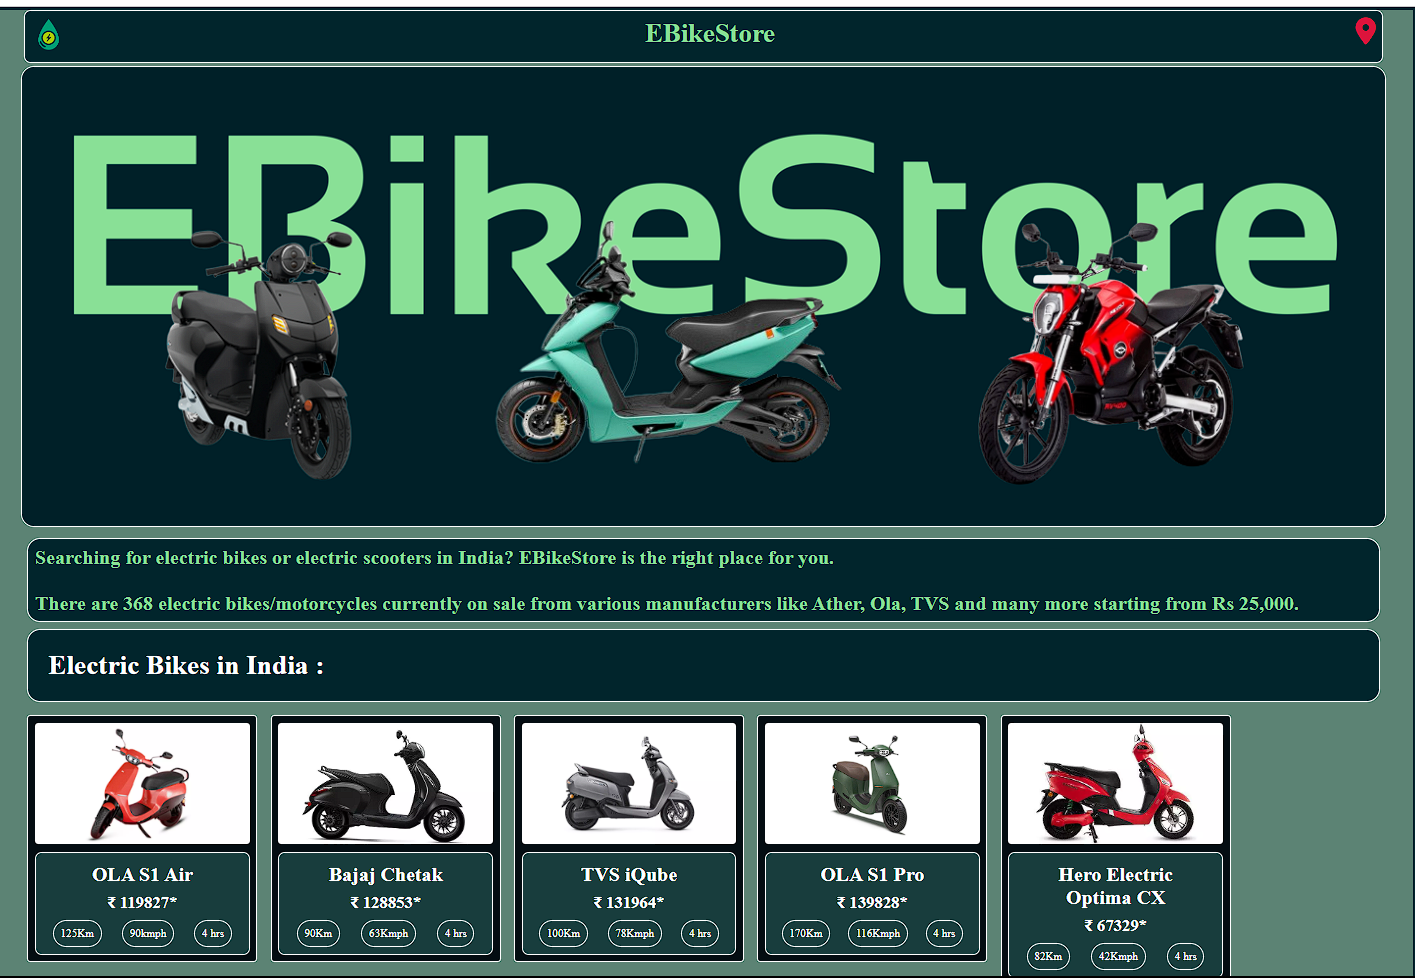 EBikeStore
EBikeStore
Searching for electric bikes or electric scooters in India? EBikeStore is the right place for you.
There are 368 electric bikes/motorcycles currently on sale from various manufacturers like Ather, Ola, TVS and many more starting from Rs 25,000.
Electric Bikes in India :
OLA S1 Air
₹ 119827*
125Km 90kmph 4 hrs
Bajaj Chetak
₹ 128853*
90Km 63Kmph 4 hrs
TVS iQube
₹ 131964*
100Km 78Kmph 4 hrs
OLA S1 Pro
₹ 139828*
170Km 116Kmph 4 hrs
Hero Electric
Optima CX
₹ 67329*
82Km 42Kmph 4 hrs